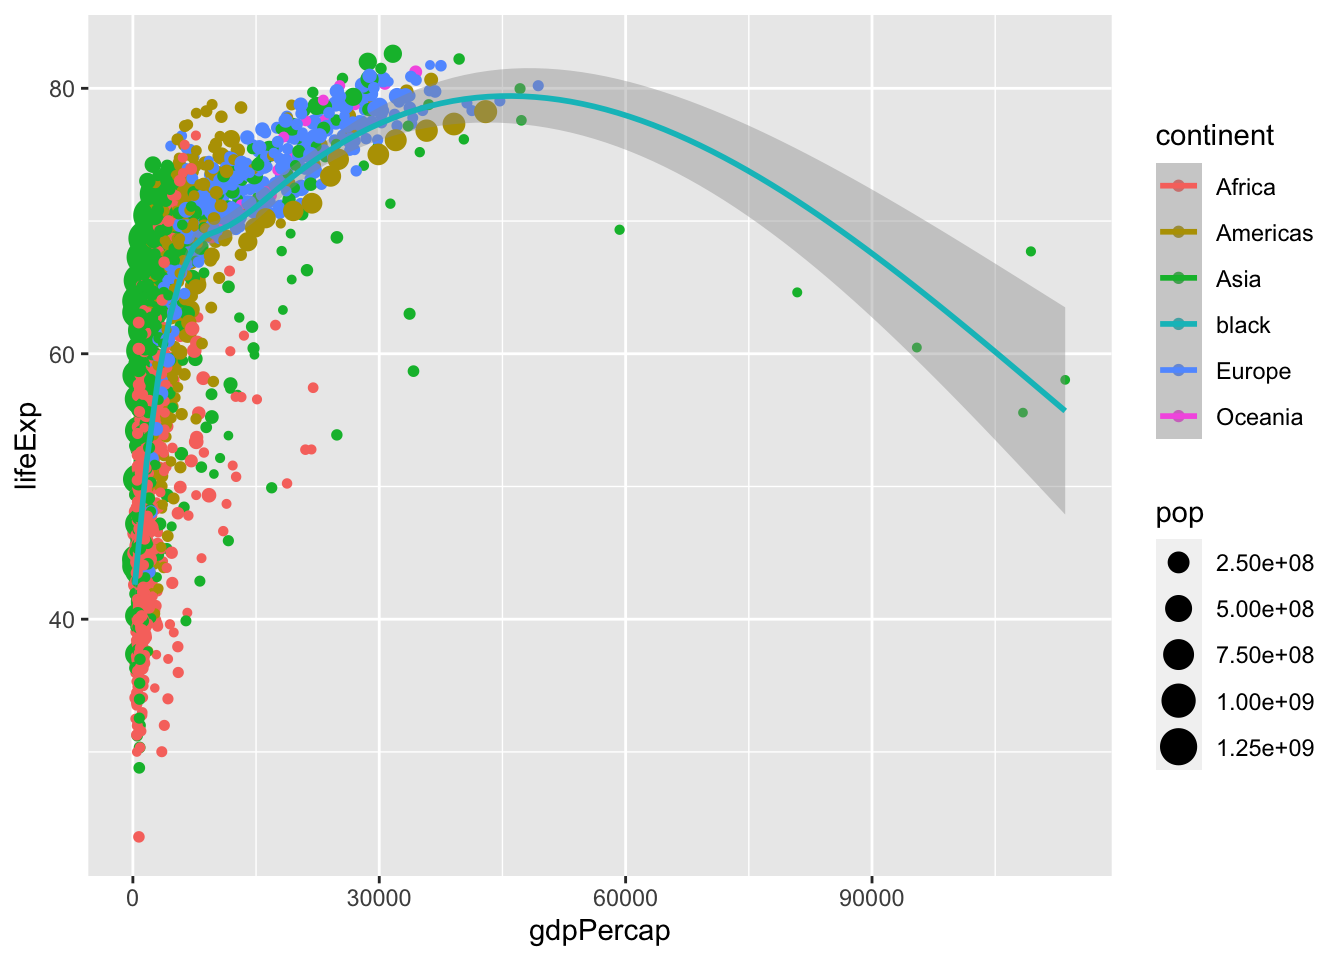 lifeExp
80
60
40
0
30000
60000
90000
gdpPercap
continent
Africa
Americas
Asia
black
Europe
Oceania
pop
2.50e+08
5.00e+08
7.50e+08
1.00e+09
1.25e+09